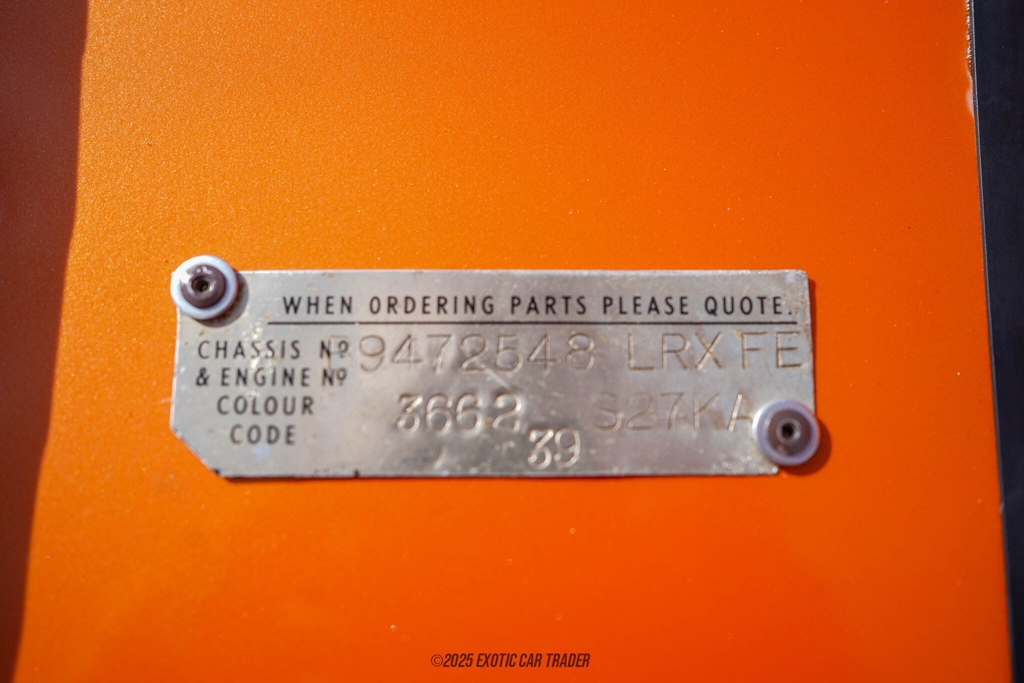 WHEN ORDERING PARTS PLEASE QUOTE.
CHASSIS Nº 9472548 LRXFE
& ENGINE Nº
COLOUR 3662 S27KA
CODE 39
©2025 EXOTIC CAR TRADER